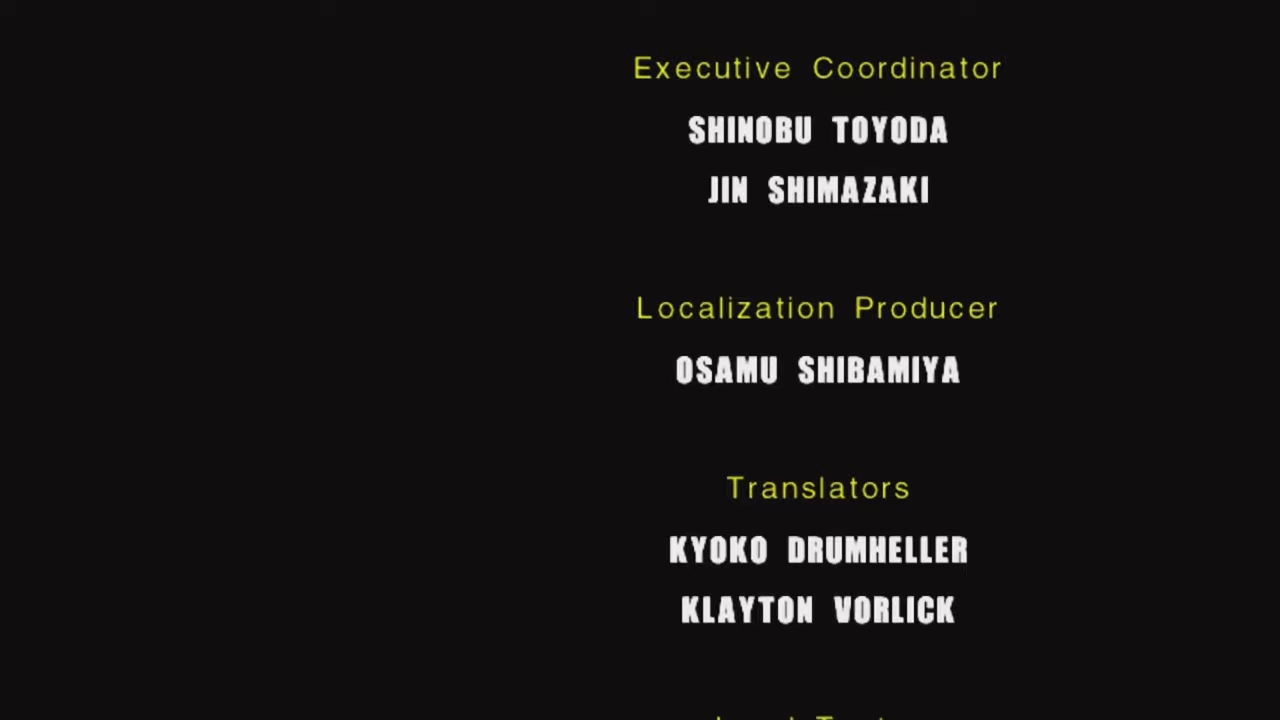 Executive Coordinator
SHINOBU TOYODA
JIN SHIMAZAKI
Localization Producer
OSAMU SHIBAMIYA
Translators
KYOKO DRUMHELLER
KLAYTON VORLICK